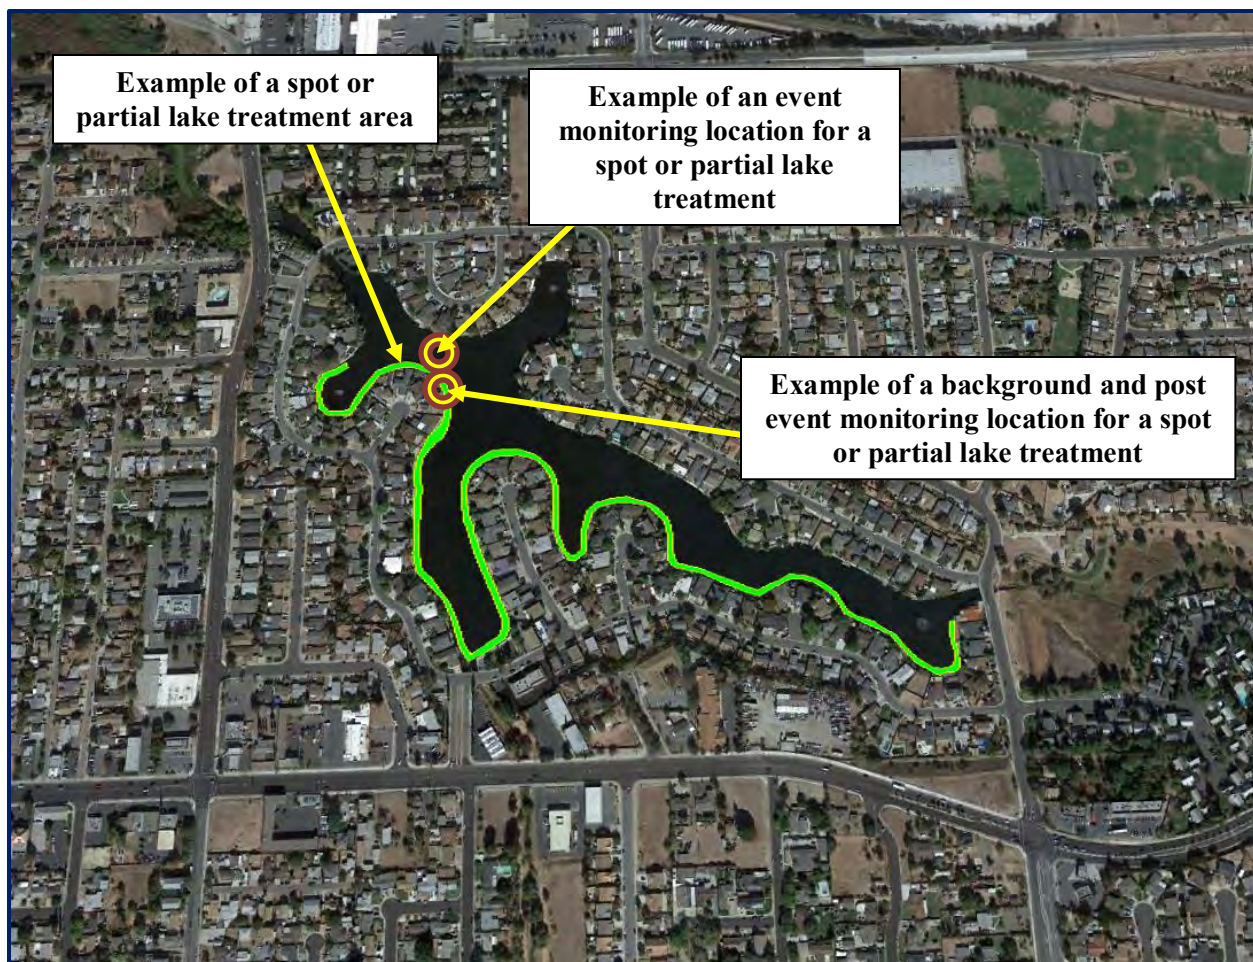 Example of a spot or
partial lake treatment area
Example of an event
monitoring location for a
spot or partial lake
treatment
Example of a background and post
event monitoring location for a spot
or partial lake treatment